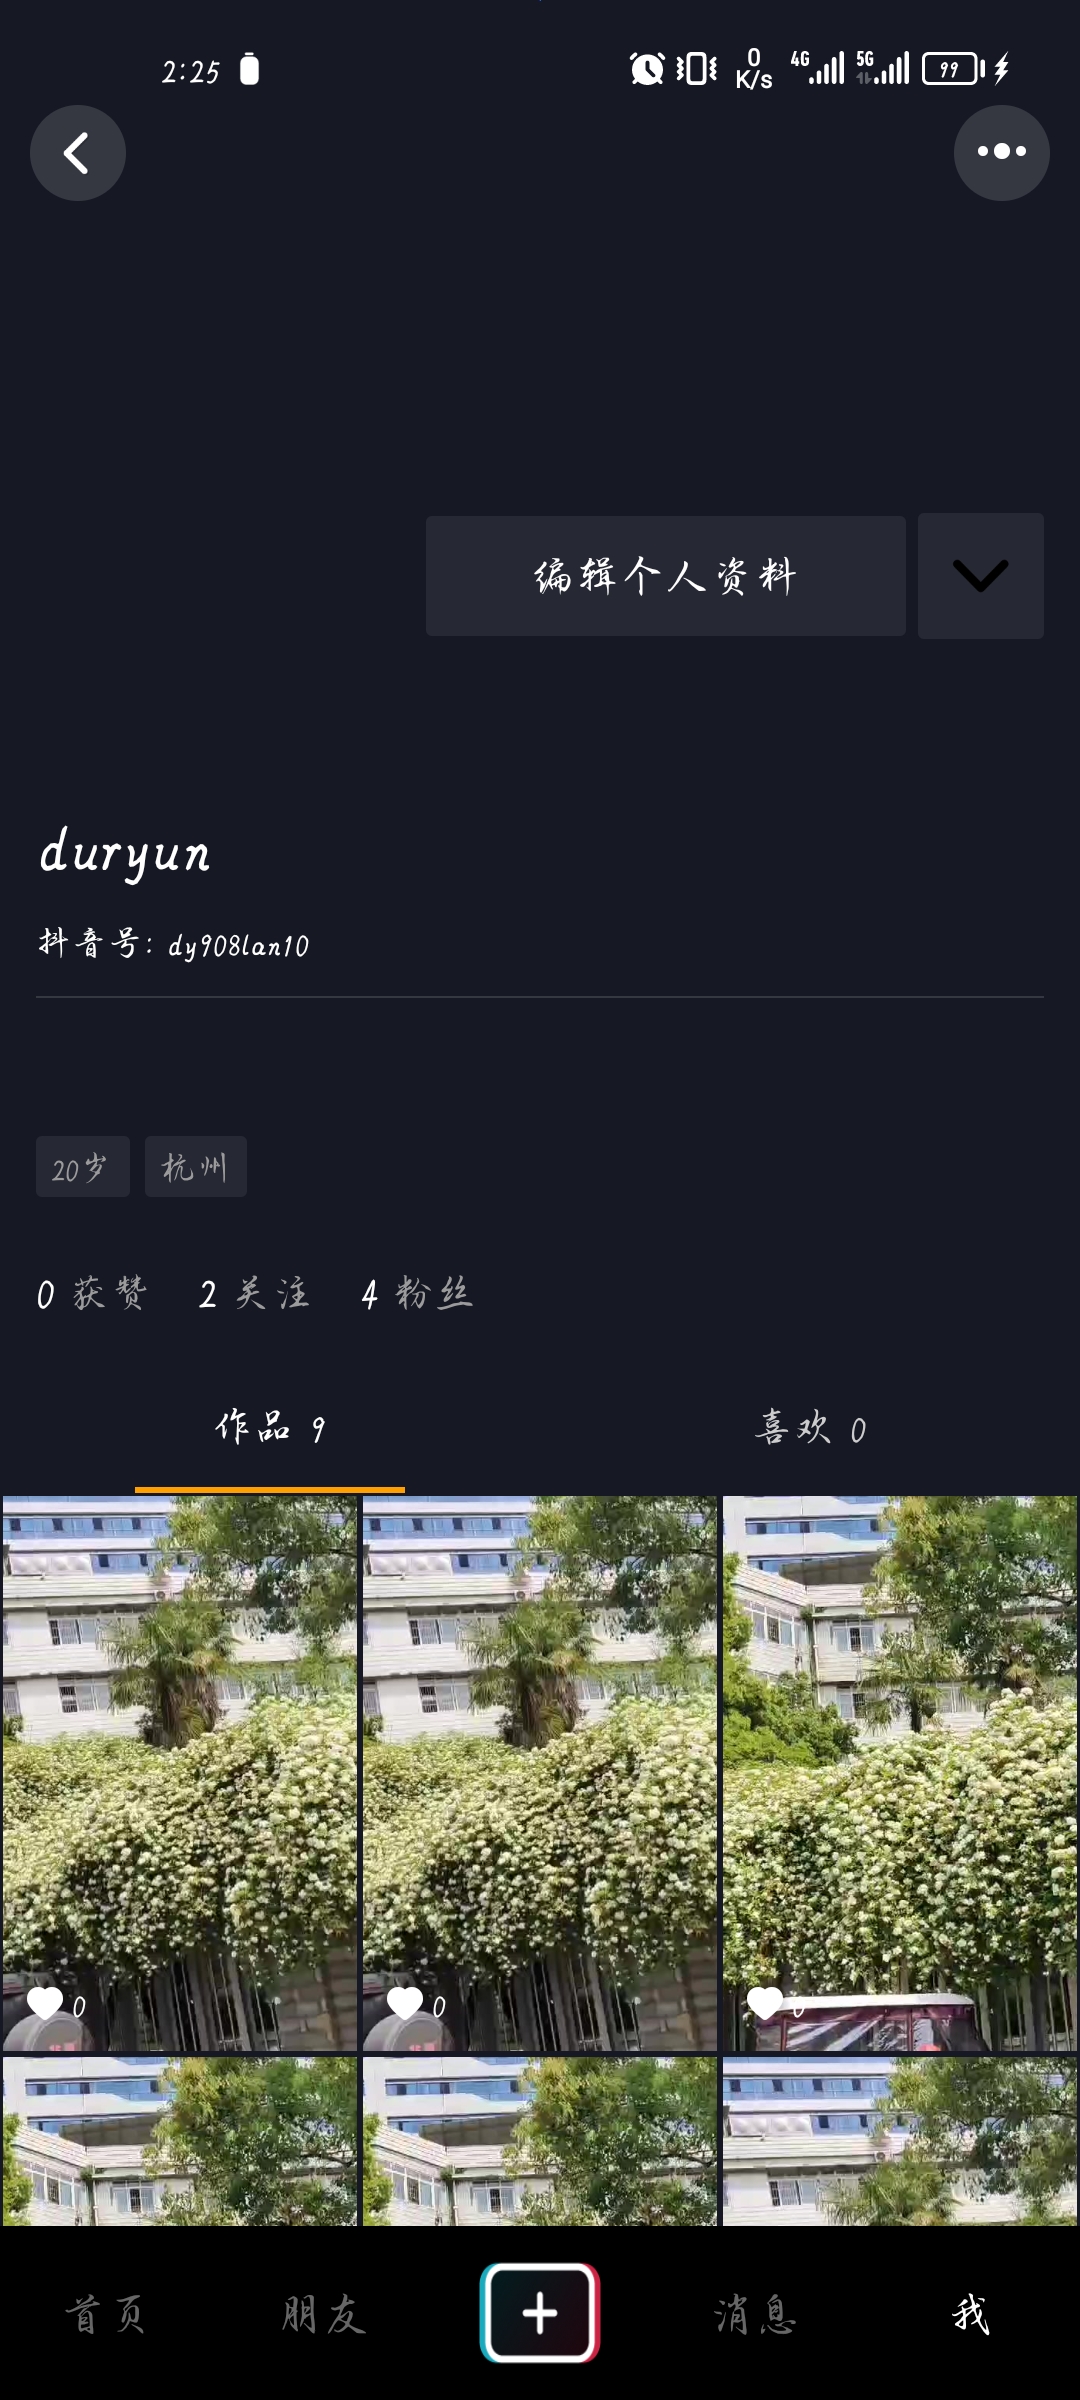 2:25 0 K/s 4G 5G 99
编辑个人资料
duryun
抖音号: dy908lan10
20岁 杭州
0 获赞 2 关注 4 粉丝
作品 9 喜欢 0
0 0 0
首页 朋友 消息 我